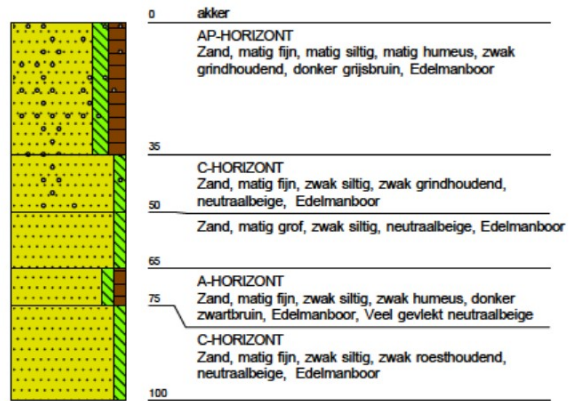 0 akker
AP-HORIZONT
Zand, matig fijn, matig siltig, matig humeus, zwak
grindhoudend, donker grijsbruin, Edelmanboor
35
C-HORIZONT
Zand, matig fijn, zwak siltig, zwak grindhoudend,
neutraalbeige, Edelmanboor
50
Zand, matig grof, zwak siltig, neutraalbeige, Edelmanboor
65
A-HORIZONT
Zand, matig fijn, zwak siltig, zwak humeus, donker
zwartbruin, Edelmanboor, Veel gevlekt neutraalbeige
75
C-HORIZONT
Zand, matig fijn, zwak siltig, zwak roesthoudend,
neutraalbeige, Edelmanboor
100